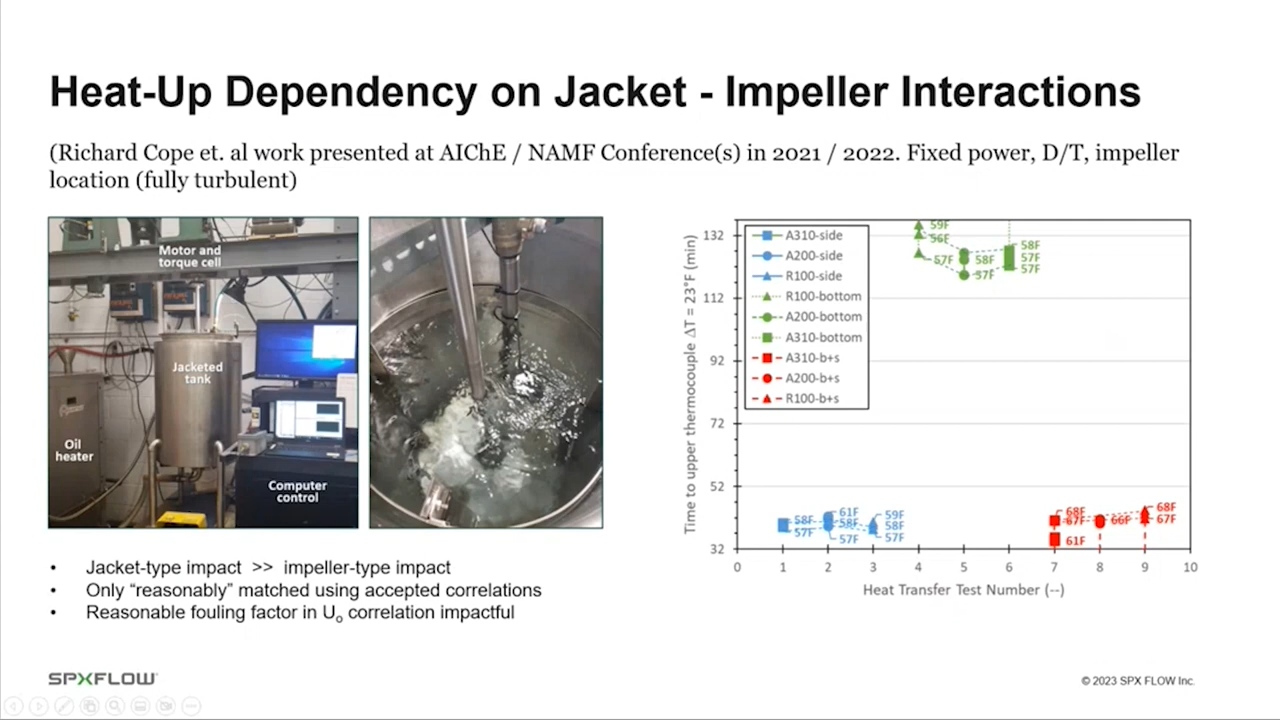 Heat-Up Dependency on Jacket - Impeller Interactions
(Richard Cope et. al work presented at AIChE / NAMF Conference(s) in 2021 / 2022. Fixed power, D/T, impeller
location (fully turbulent)
Motor and
torque cell
Jacketed
tank
Oil
heater
Computer
control
Time to upper thermocouple ΔT = 23°F (min)
132
112
92
72
52
32
A310-side
A200-side
R100-side
R100-bottom
A200-bottom
A310-bottom
A310-b+s
A200-b+s
R100-b+s
59F
56F
57F
58F
57F
58F
57F
57F
58F
57F
61F
58F
57F
59F
58F
57F
68F
67F
61F
66F
68F
67F
0 1 2 3 4 5 6 7 8 9 10
Heat Transfer Test Number (--)
• Jacket-type impact >> impeller-type impact
• Only “reasonably” matched using accepted correlations
• Reasonable fouling factor in Uo correlation impactful
SPXFLOW
© 2023 SPX FLOW Inc.